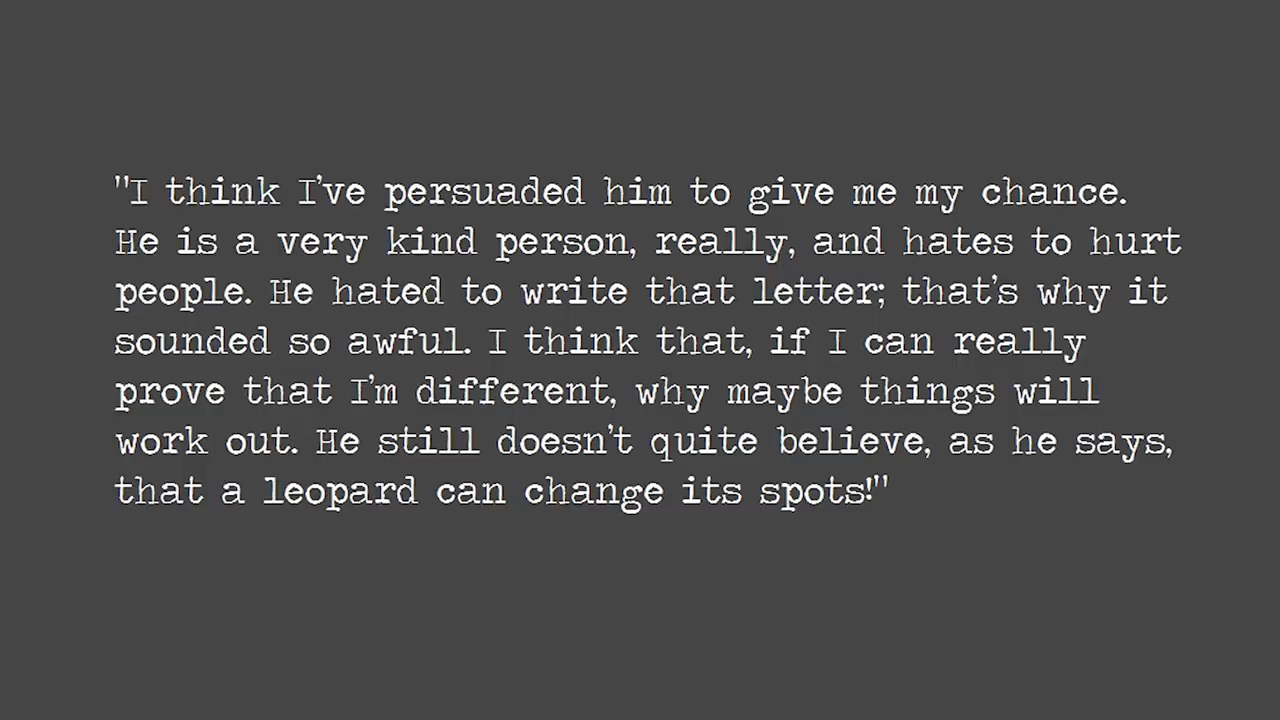 "I think I've persuaded him to give me my chance.
He is a very kind person, really, and hates to hurt
people. He hated to write that letter; that's why it
sounded so awful. I think that, if I can really
prove that I'm different, why maybe things will
work out. He still doesn't quite believe, as he says,
that a leopard can change its spots!"